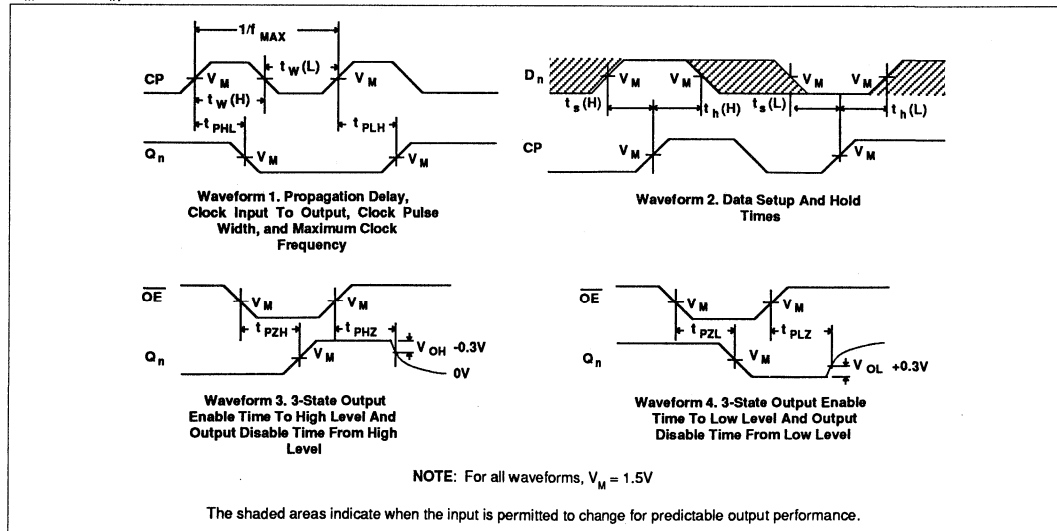 1/f MAX
CP V M t W (L) V M
t W (H)
t PHL t PLH
Q n V M V M
Waveform 1. Propagation Delay,
Clock Input To Output, Clock Pulse
Width, and Maximum Clock
Frequency
D n V M V M V M V M
t s (H) t h (H) t s (L) t h (L)
CP V M V M
Waveform 2. Data Setup And Hold
Times
OE V M V M
t PZH t PHZ
Q n V M V OH -0.3V
0V
Waveform 3. 3-State Output
Enable Time To High Level And
Output Disable Time From High
Level
OE V M V M
t PZL t PLZ
Q n V M V OL +0.3V
Waveform 4. 3-State Output Enable
Time To Low Level And Output
Disable Time From Low Level
NOTE: For all waveforms, V M = 1.5V
The shaded areas indicate when the input is permitted to change for predictable output performance.